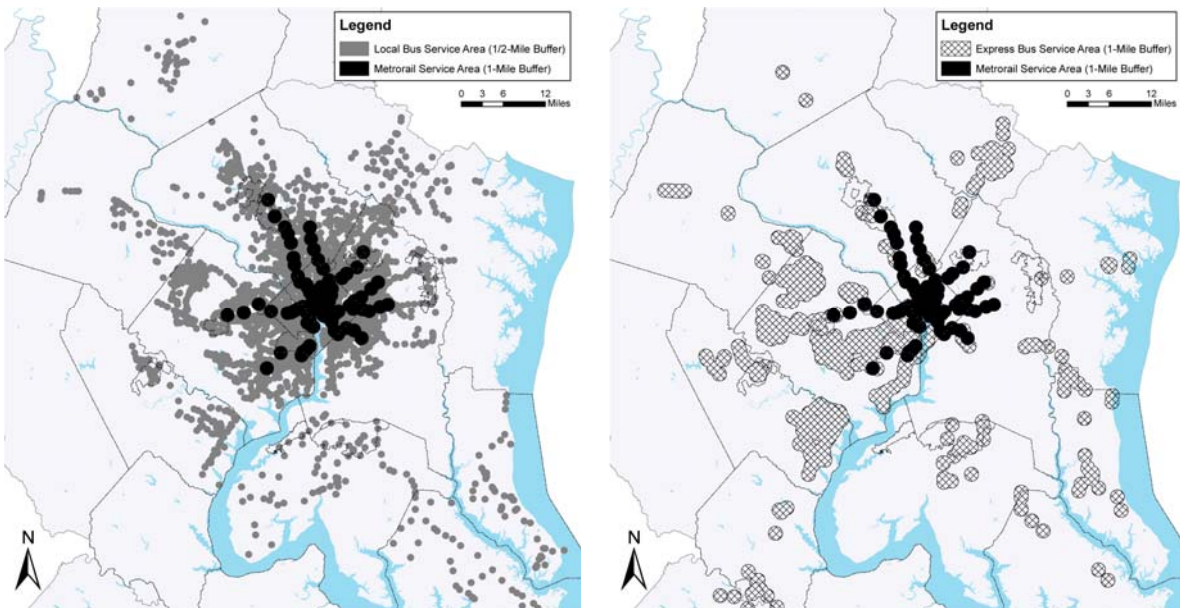 Legend
Local Bus Service Area (1/2-Mile Buffer)
Metrorail Service Area (1-Mile Buffer)
0 3 6 12
Miles
N
Legend
Express Bus Service Area (1-Mile Buffer)
Metrorail Service Area (1-Mile Buffer)
0 3 6 12
Miles
N